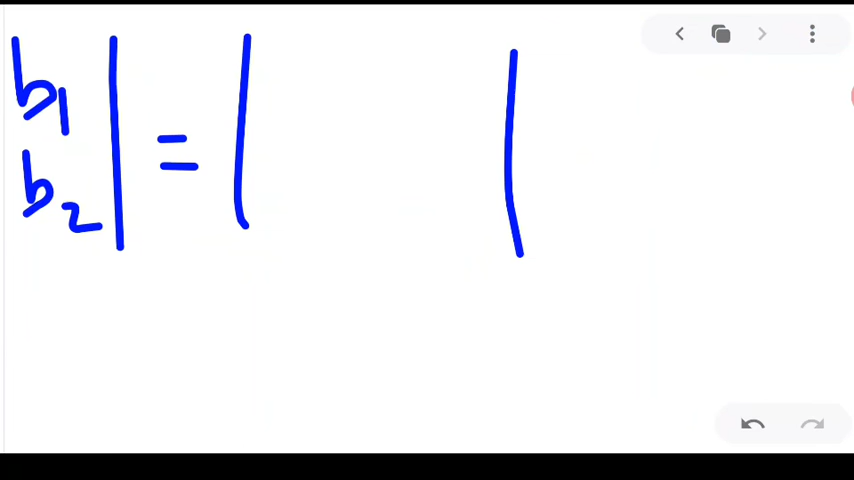 b1 | = | |
b2